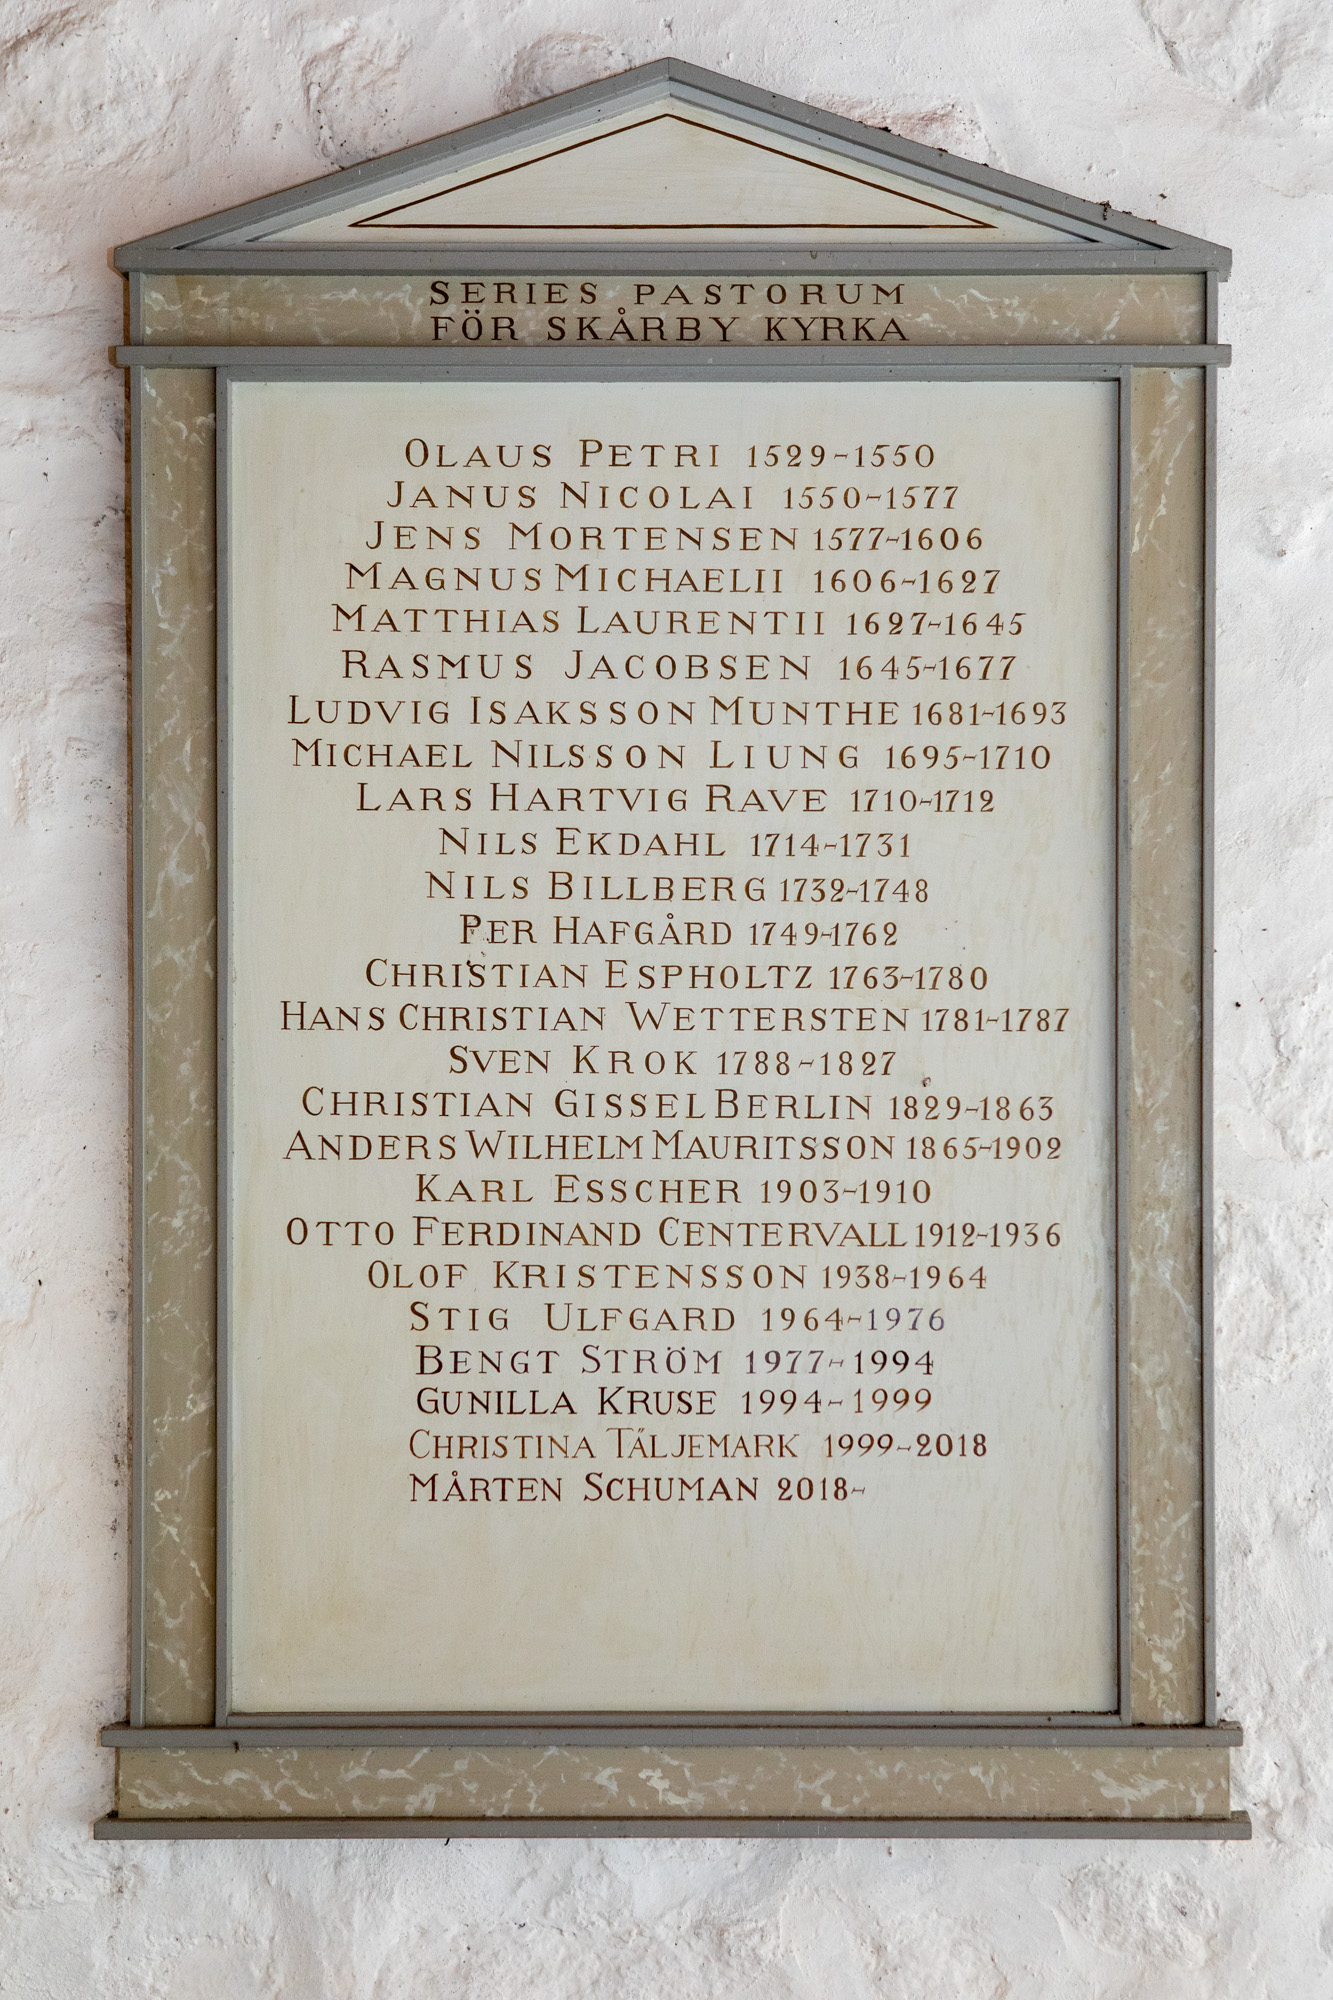 SERIES PASTORUM
FÖR SKÅRBY KYRKA
OLAUS PETRI 1529-1550
JANUS NICOLAI 1550-1577
JENS MORTENSEN 1577-1606
MAGNUS MICHAELII 1606-1627
MATTHIAS LAURENTII 1627-1645
RASMUS JACOBSEN 1645-1677
LUDVIG ISAKSSON MUNTHE 1681-1693
MICHAEL NILSSON LIUNG 1695-1710
LARS HARTVIG RAVE 1710-1712
NILS EKDAHL 1714-1731
NILS BILLBERG 1732-1748
PER HAFGÅRD 1749-1762
CHRISTIAN ESPHOLTZ 1763-1780
HANS CHRISTIAN WETTERSTEN 1781-1787
SVEN KROK 1788-1827
CHRISTIAN GISSEL BERLIN 1829-1863
ANDERS WILHELM MAURITSSON 1865-1902
KARL ESSCHER 1903-1910
OTTO FERDINAND CENTERVALL 1912-1936
OLOF KRISTENSSON 1938-1964
STIG ULFGARD 1964-1976
BENGT STRÖM 1977-1994
GUNILLA KRUSE 1994-1999
CHRISTINA TÄLJEMARK 1999-2018
MÅRTEN SCHUMAN 2018-